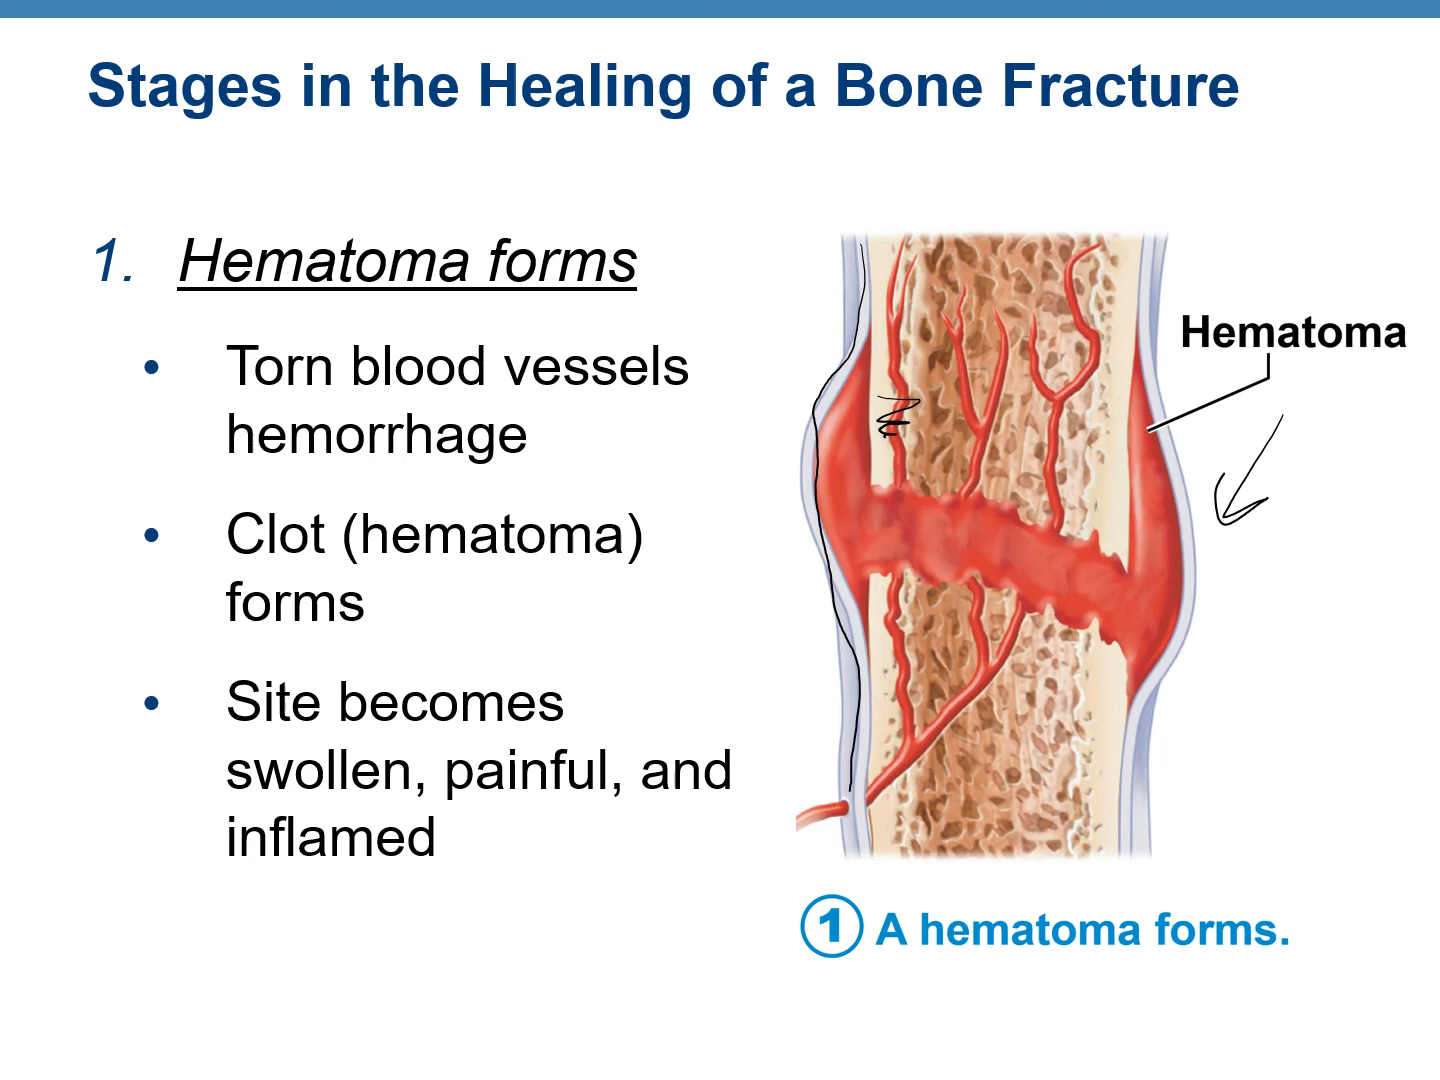 Stages in the Healing of a Bone Fracture
1. Hematoma forms
• Torn blood vessels
hemorrhage
• Clot (hematoma)
forms
• Site becomes
swollen, painful, and
inflamed
Hematoma
1 A hematoma forms.